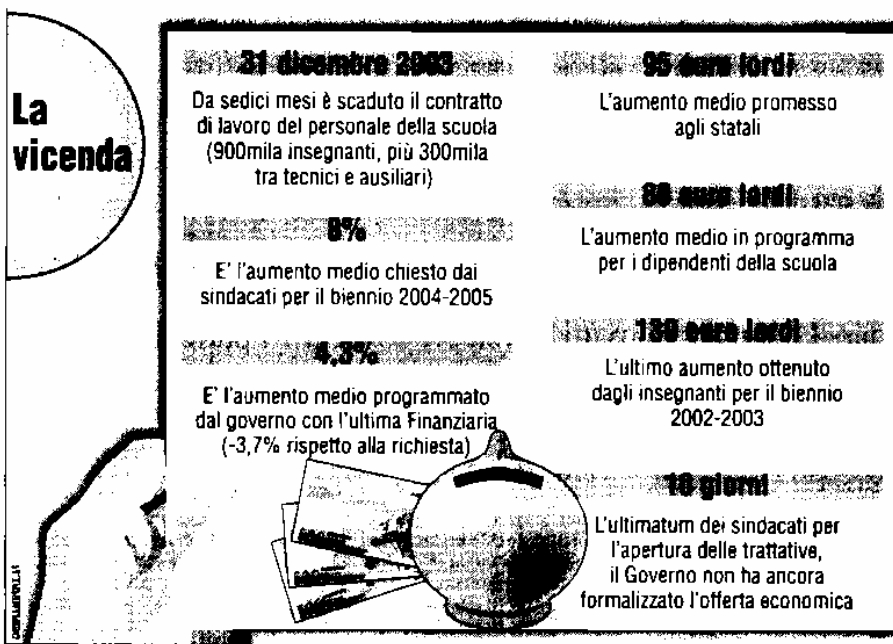 La
vicenda
31 dicembre 2003
Da sedici mesi è scaduto il contratto
di lavoro del personale della scuola
(900mila insegnanti, più 300mila
tra tecnici e ausiliari)
8%
E' l'aumento medio chiesto dai
sindacati per il biennio 2004-2005
4,3%
E' l'aumento medio programmato
dal governo con l'ultima Finanziaria
(-3,7% rispetto alla richiesta)
95 euro lordi
L'aumento medio promesso
agli statali
euro lordi
L'aumento medio in programma
per i dipendenti della scuola
euro lordi
L'ultimo aumento ottenuto
dagli insegnanti per il biennio
2002-2003
10 giorni
L'ultimatum dei sindacati per
l'apertura delle trattative,
il Governo non ha ancora
formalizzato l'offerta economica